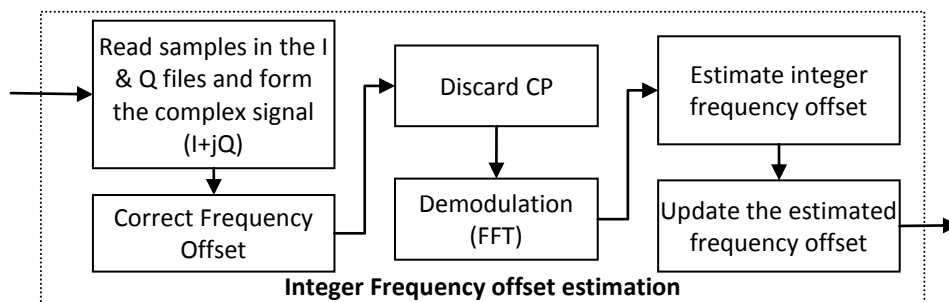 Read samples in the I
& Q files and form
the complex signal
(I+jQ)
Correct Frequency
Offset
Discard CP
Demodulation
(FFT)
Estimate integer
frequency offset
Update the estimated
frequency offset
Integer Frequency offset estimation